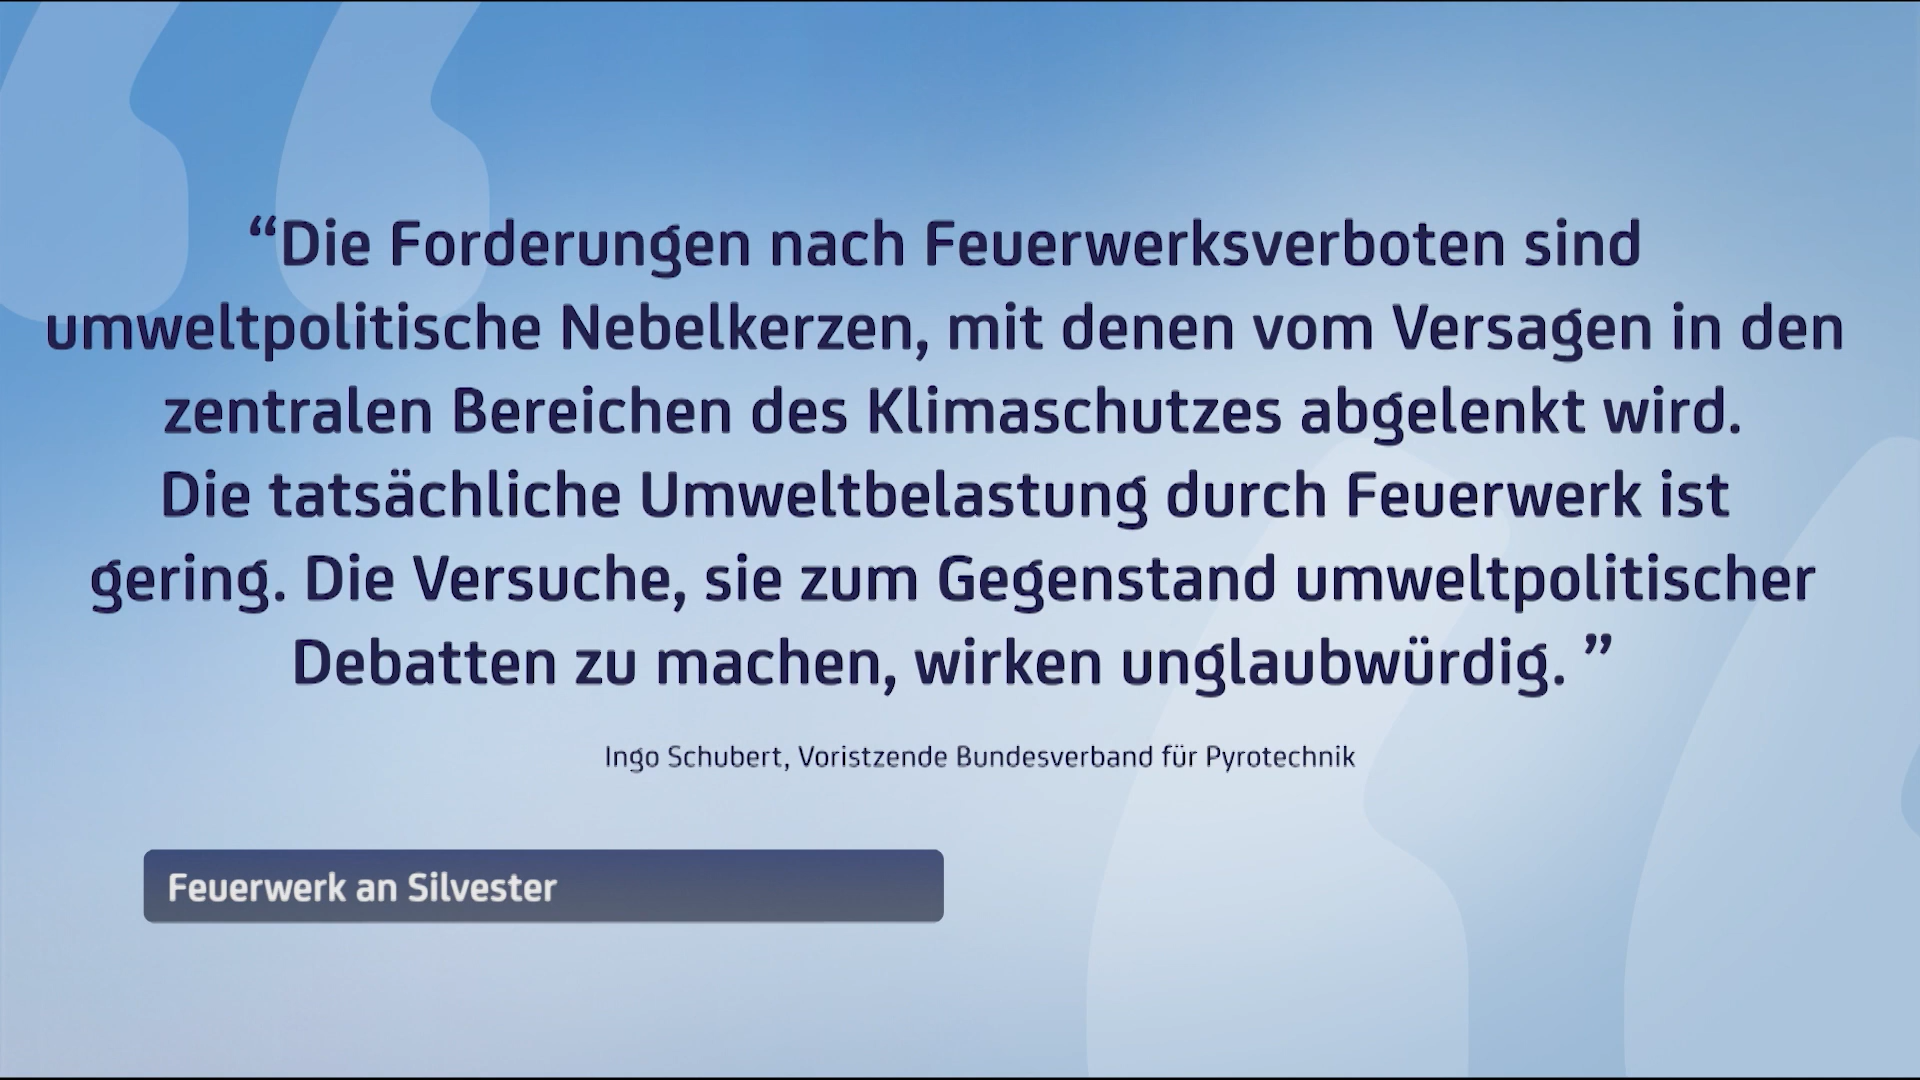 “Die Forderungen nach Feuerwerksverboten sind
umweltpolitische Nebelkerzen, mit denen vom Versagen in den
zentralen Bereichen des Klimaschutzes abgelenkt wird.
Die tatsächliche Umweltbelastung durch Feuerwerk ist
gering. Die Versuche, sie zum Gegenstand umweltpolitischer
Debatten zu machen, wirken unglaubwürdig. ”
Ingo Schubert, Voristzende Bundesverband für Pyrotechnik
Feuerwerk an Silvester